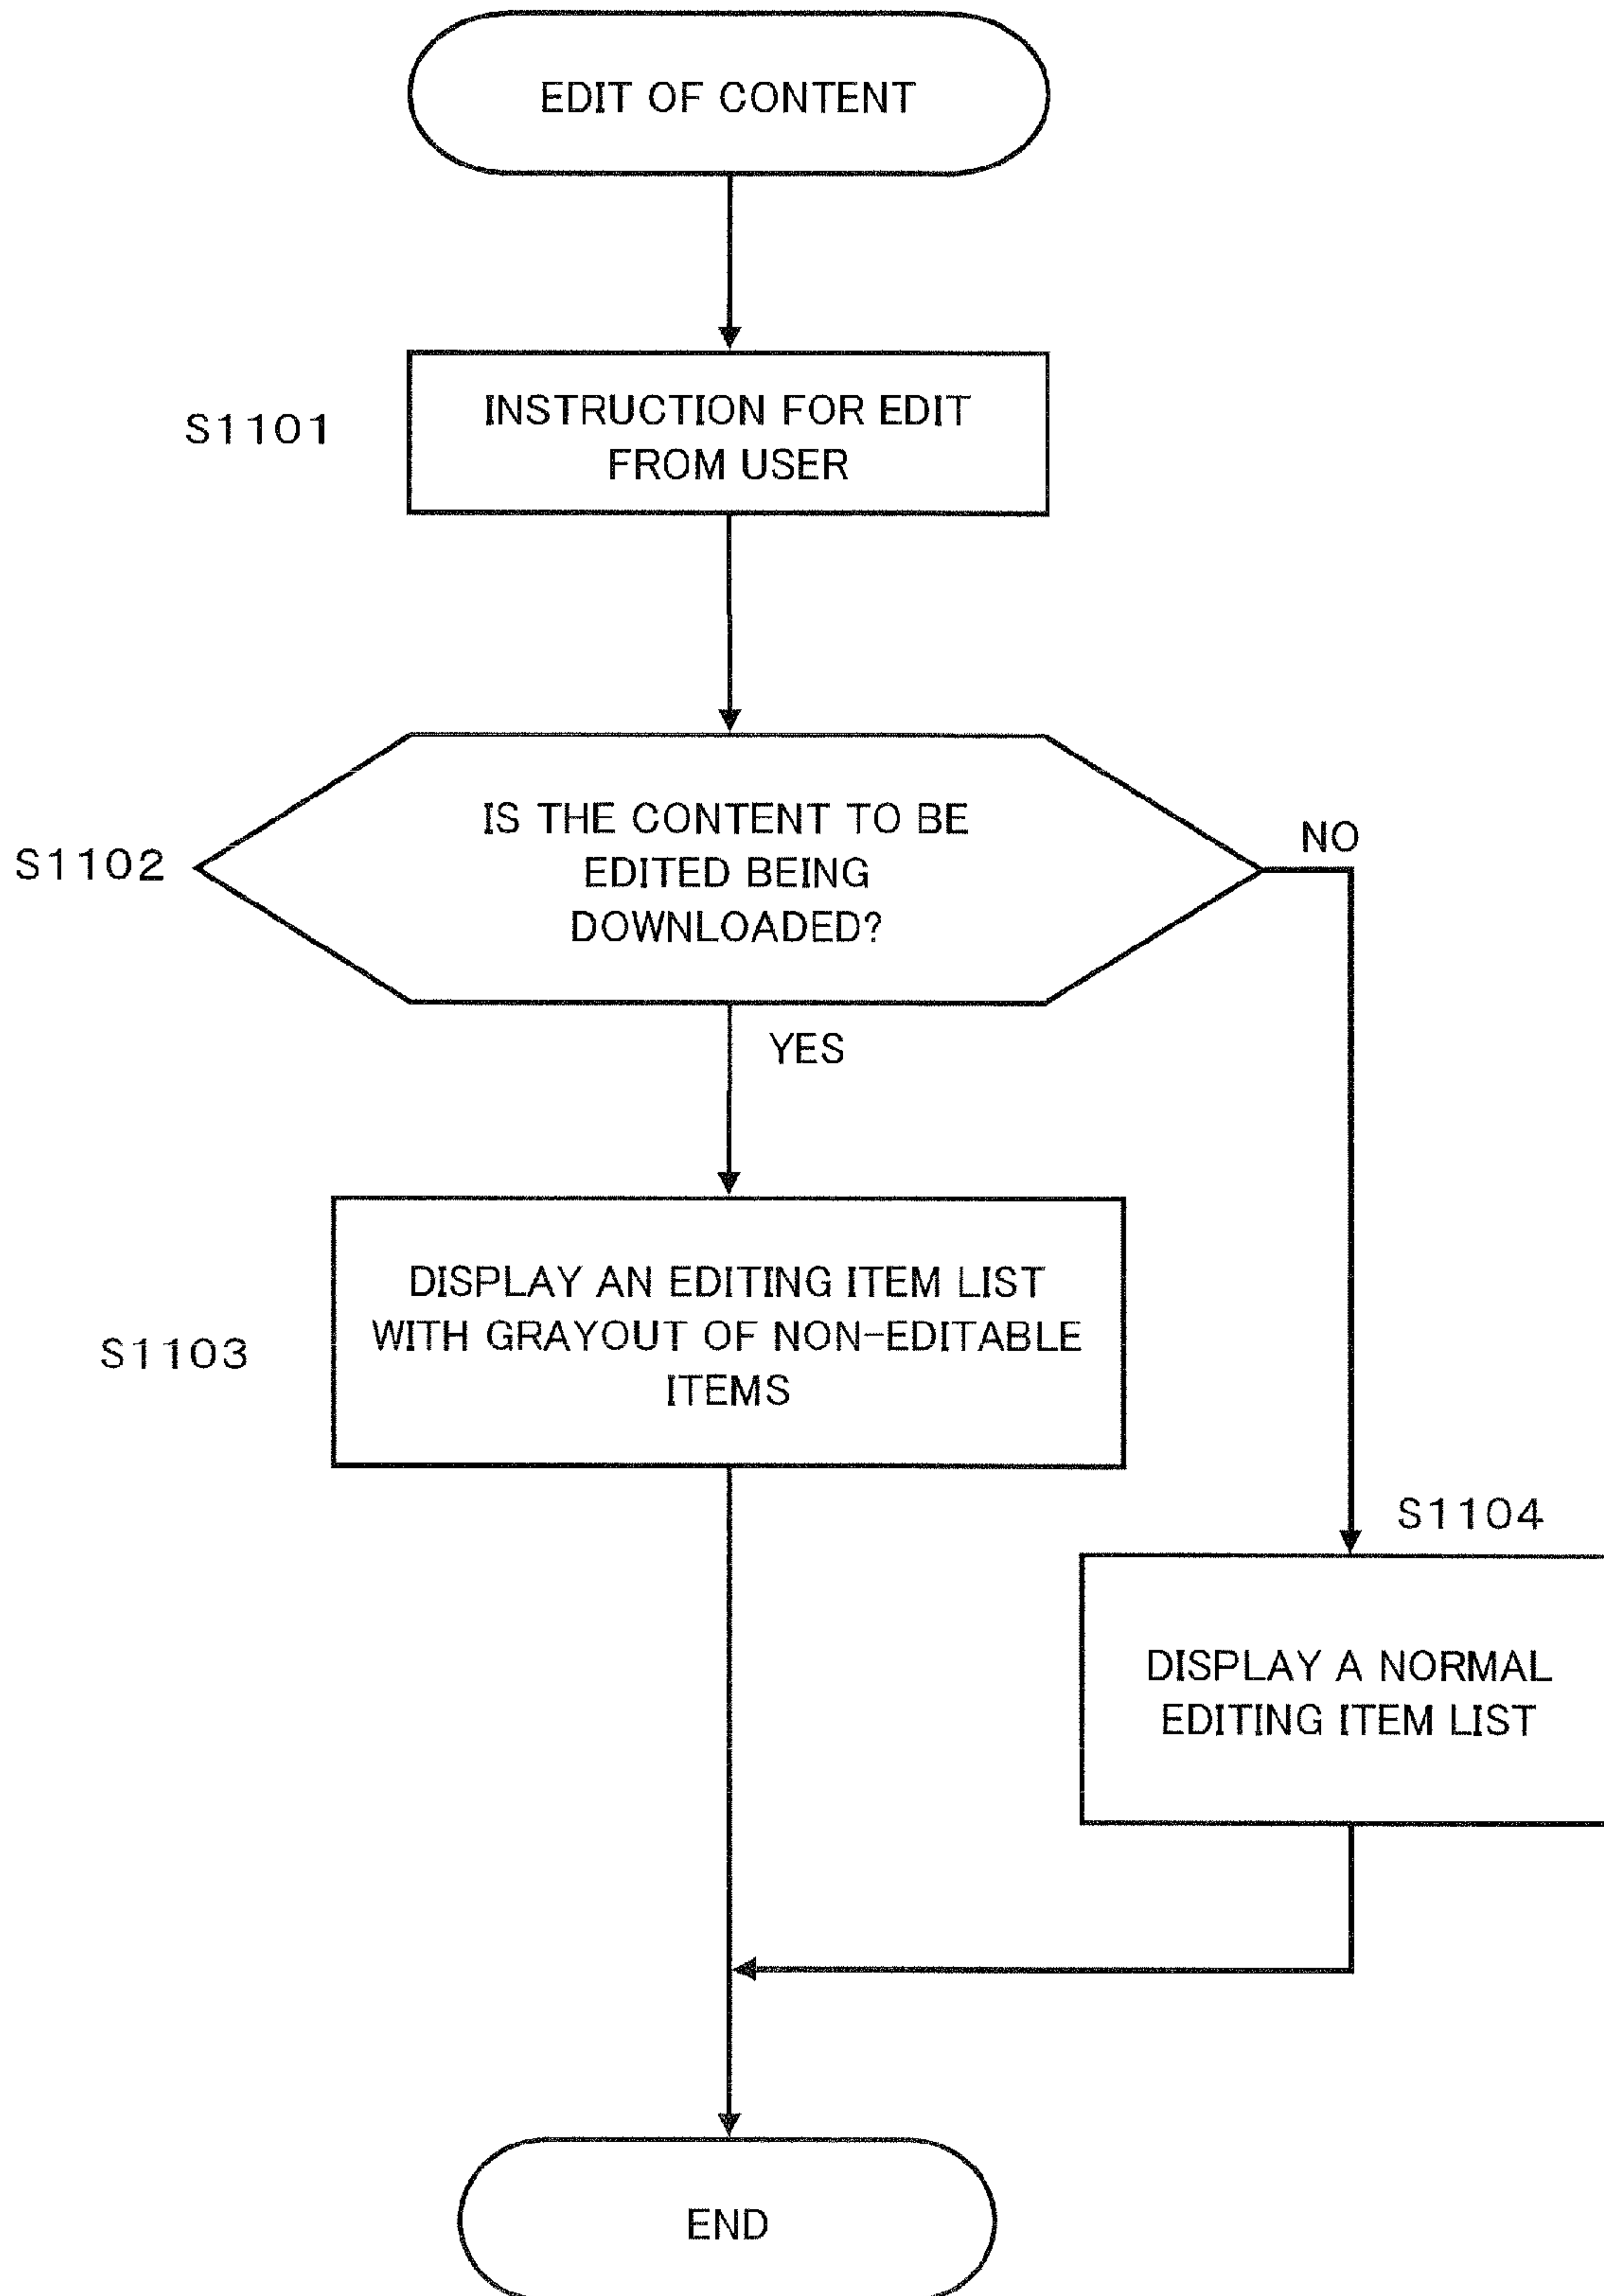 EDIT OF CONTENT
S1101
INSTRUCTION FOR EDIT
FROM USER
S1102
IS THE CONTENT TO BE
EDITED BEING
DOWNLOADED?
NO
YES
S1103
DISPLAY AN EDITING ITEM LIST
WITH GRAYOUT OF NON-EDITABLE
ITEMS
S1104
DISPLAY A NORMAL
EDITING ITEM LIST
END